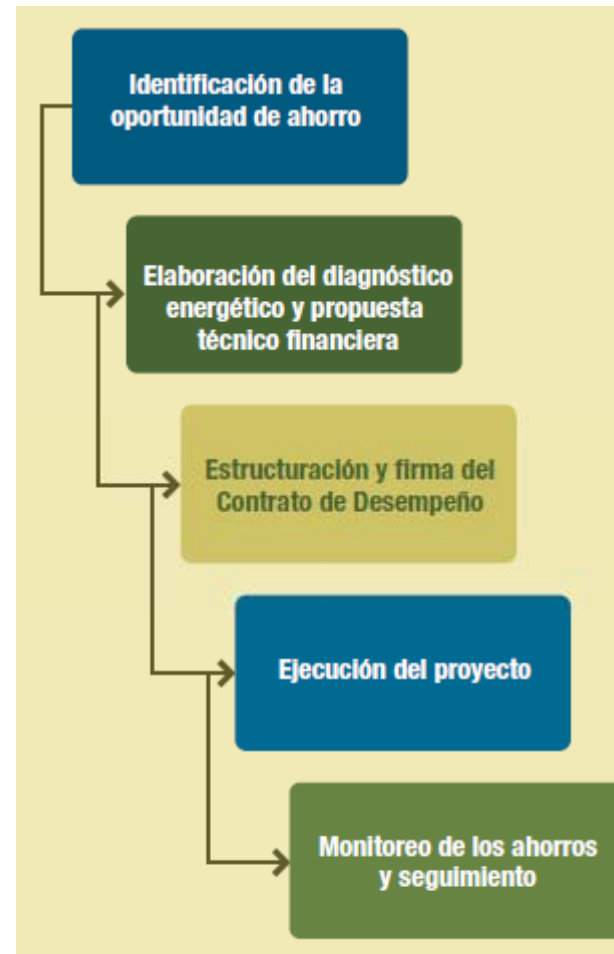 Identificación de la
oportunidad de ahorro
Elaboración del diagnóstico
energético y propuesta
técnico financiera
Estructuración y firma del
Contrato de Desempeño
Ejecución del proyecto
Monitoreo de los ahorros
y seguimiento